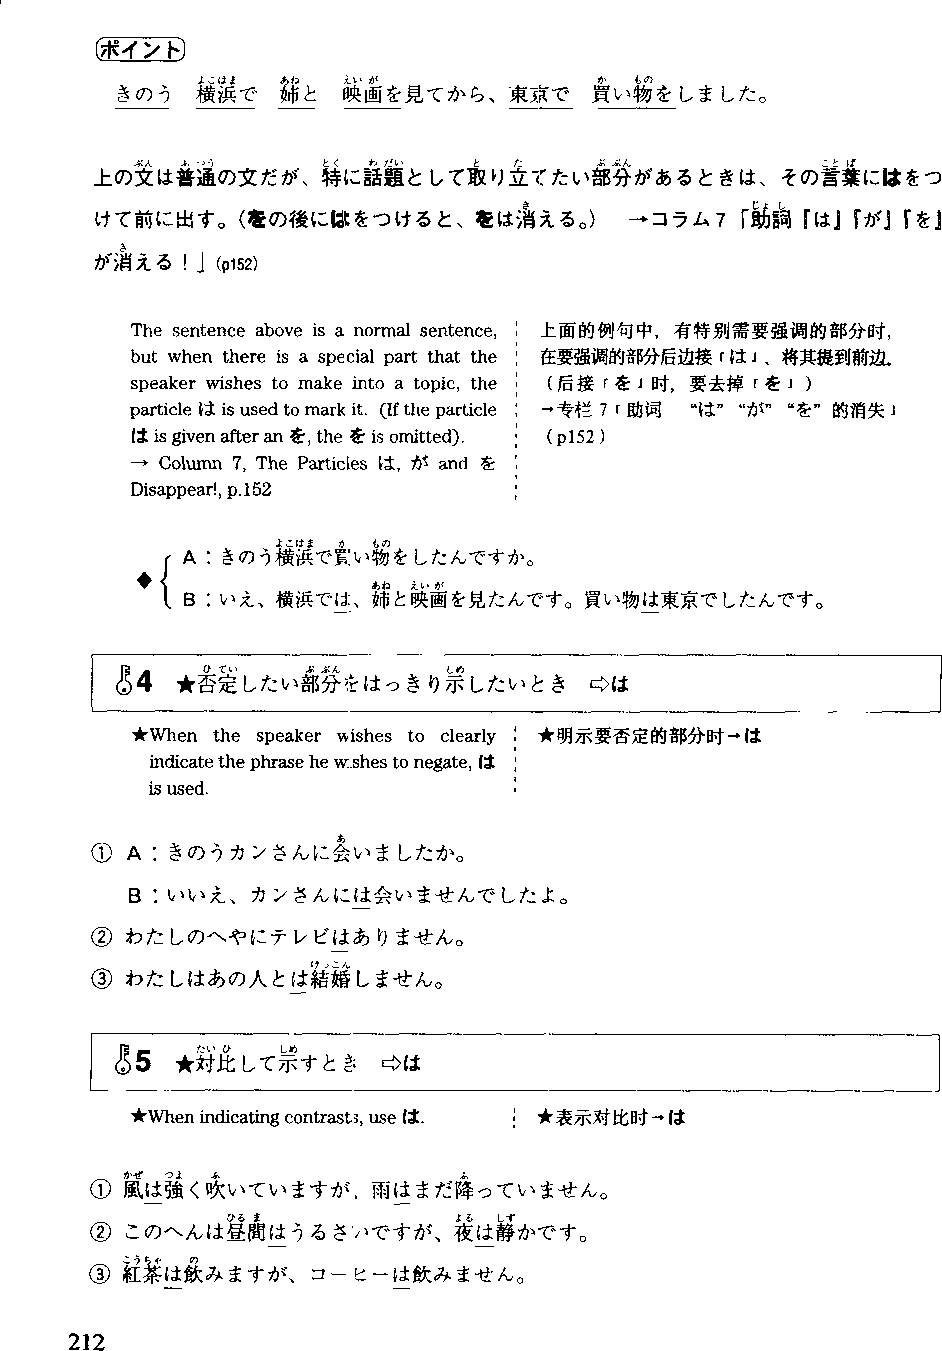 ポイント
きのう 横浜で 姉と 映画を見てから、東京で 買い物をしました。
上の文は普通の文だが、特に話題として取り立てたい部分があるときは、その言葉にはをつ
けて前に出す。(をの後にはをつけると、をは消える。) →コラム7「助詞『は』『が』『を』
が消える！」(p152)
The sentence above is a normal sentence,
but when there is a special part that the
speaker wishes to make into a topic, the
particle は is used to mark it. (If the particle
は is given after an を, the を is omitted).
→ Column 7, The Particles は, が and を
Disappear!, p.152
上面的例句中，有特别需要强调的部分时，
在要强调的部分后边接「は」、将其提到前边.
(后接「を」时，要去掉「を」)
→专栏 7「助词 “は” “が” “を” 的消失」
(p152)
◆ A：きのう横浜で買い物をしたんですか。
B：いえ、横浜では、姉と映画を見たんです。買い物は東京でしたんです。
4 ★否定したい部分をはっきり示したいとき ⇨は
★When the speaker wishes to clearly
indicate the phrase he wishes to negate, は
is used.
★明示要否定的部分时→は
① A：きのうカンさんに会いましたか。
B：いいえ、カンさんには会いませんでしたよ。
② わたしのへやにテレビはありません。
③ わたしはあの人とは結婚しません。
5 ★対比して示すとき ⇨は
★When indicating contrasts, use は.
★表示对比时→は
① 風は強く吹いていますが、雨はまだ降っていません。
② このへんは昼間はうるさいですが、夜は静かです。
③ 紅茶は飲みますが、コーヒーは飲みません。
212